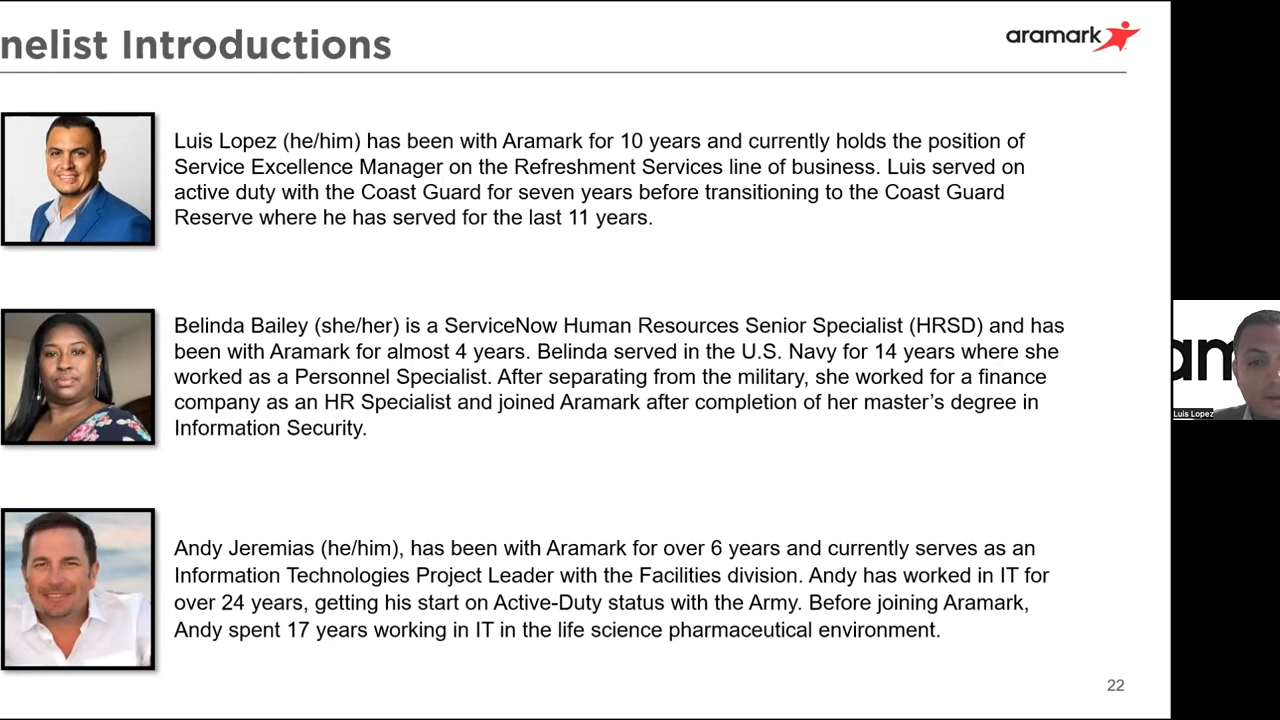 nelist Introductions
aramark
Luis Lopez (he/him) has been with Aramark for 10 years and currently holds the position of
Service Excellence Manager on the Refreshment Services line of business. Luis served on
active duty with the Coast Guard for seven years before transitioning to the Coast Guard
Reserve where he has served for the last 11 years.
Belinda Bailey (she/her) is a ServiceNow Human Resources Senior Specialist (HRSD) and has
been with Aramark for almost 4 years. Belinda served in the U.S. Navy for 14 years where she
worked as a Personnel Specialist. After separating from the military, she worked for a finance
company as an HR Specialist and joined Aramark after completion of her master’s degree in
Information Security.
am
Luis Lopez
Andy Jeremias (he/him), has been with Aramark for over 6 years and currently serves as an
Information Technologies Project Leader with the Facilities division. Andy has worked in IT for
over 24 years, getting his start on Active-Duty status with the Army. Before joining Aramark,
Andy spent 17 years working in IT in the life science pharmaceutical environment.
22